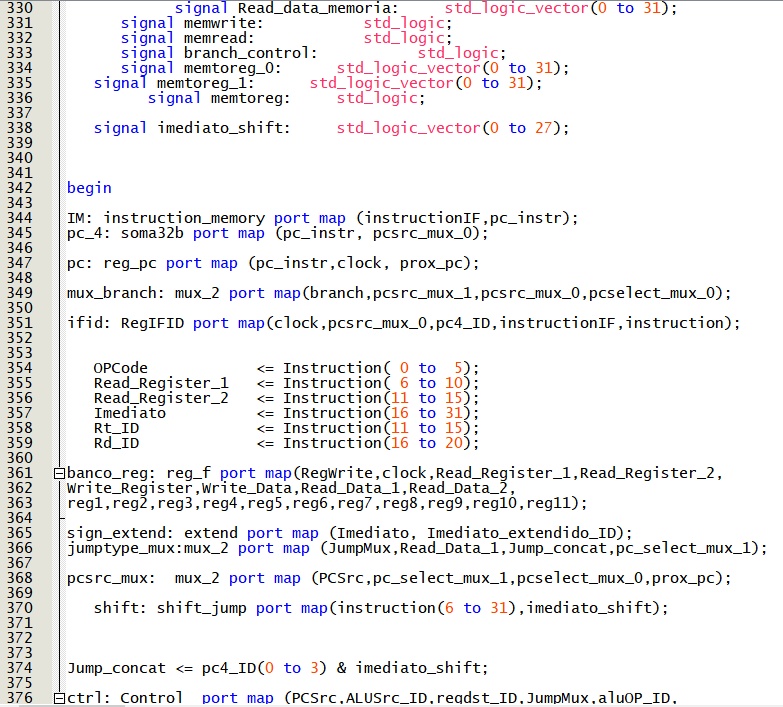 330 signal Read_data_memoria: std_logic_vector(0 to 31);
331 signal memwrite: std_logic;
332 signal memread: std_logic;
333 signal branch_control: std_logic;
334 signal memtoreg_0: std_logic_vector(0 to 31);
335 signal memtoreg_1: std_logic_vector(0 to 31);
336 signal memtoreg: std_logic;
337
338 signal imediato_shift: std_logic_vector(0 to 27);
339
340
341
342 begin
343
344 IM: instruction_memory port map (instructionIF,pc_instr);
345 pc_4: soma32b port map (pc_instr, pcsrc_mux_0);
346
347 pc: reg_pc port map (pc_instr,clock, prox_pc);
348
349 mux_branch: mux_2 port map(branch,pcsrc_mux_1,pcsrc_mux_0,pcselect_mux_0);
350
351 ifid: RegIFID port map(clock,pcsrc_mux_0,pc4_ID,instructionIF,instruction);
352
353
354 OPCode <= Instruction( 0 to 5);
355 Read_Register_1 <= Instruction( 6 to 10);
356 Read_Register_2 <= Instruction(11 to 15);
357 Imediato <= Instruction(16 to 31);
358 Rt_ID <= Instruction(11 to 15);
359 Rd_ID <= Instruction(16 to 20);
360
361 banco_reg: reg_f port map(RegWrite,clock,Read_Register_1,Read_Register_2,
362 Write_Register,Write_Data,Read_Data_1,Read_Data_2,
363 reg1,reg2,reg3,reg4,reg5,reg6,reg7,reg8,reg9,reg10,reg11);
364
365 sign_extend: extend port map (Imediato, Imediato_extendido_ID);
366 jumptype_mux:mux_2 port map (JumpMux,Read_Data_1,Jump_concat,pc_select_mux_1);
367
368 pcsrc_mux: mux_2 port map (PCSrc,pc_select_mux_1,pcselect_mux_0,prox_pc);
369
370 shift: shift_jump port map(instruction(6 to 31),imediato_shift);
371
372
373
374 Jump_concat <= pc4_ID(0 to 3) & imediato_shift;
375
376 ctrl: Control port map (PCSrc,ALUSrc_ID,regdst_ID,JumpMux,aluOP_ID,